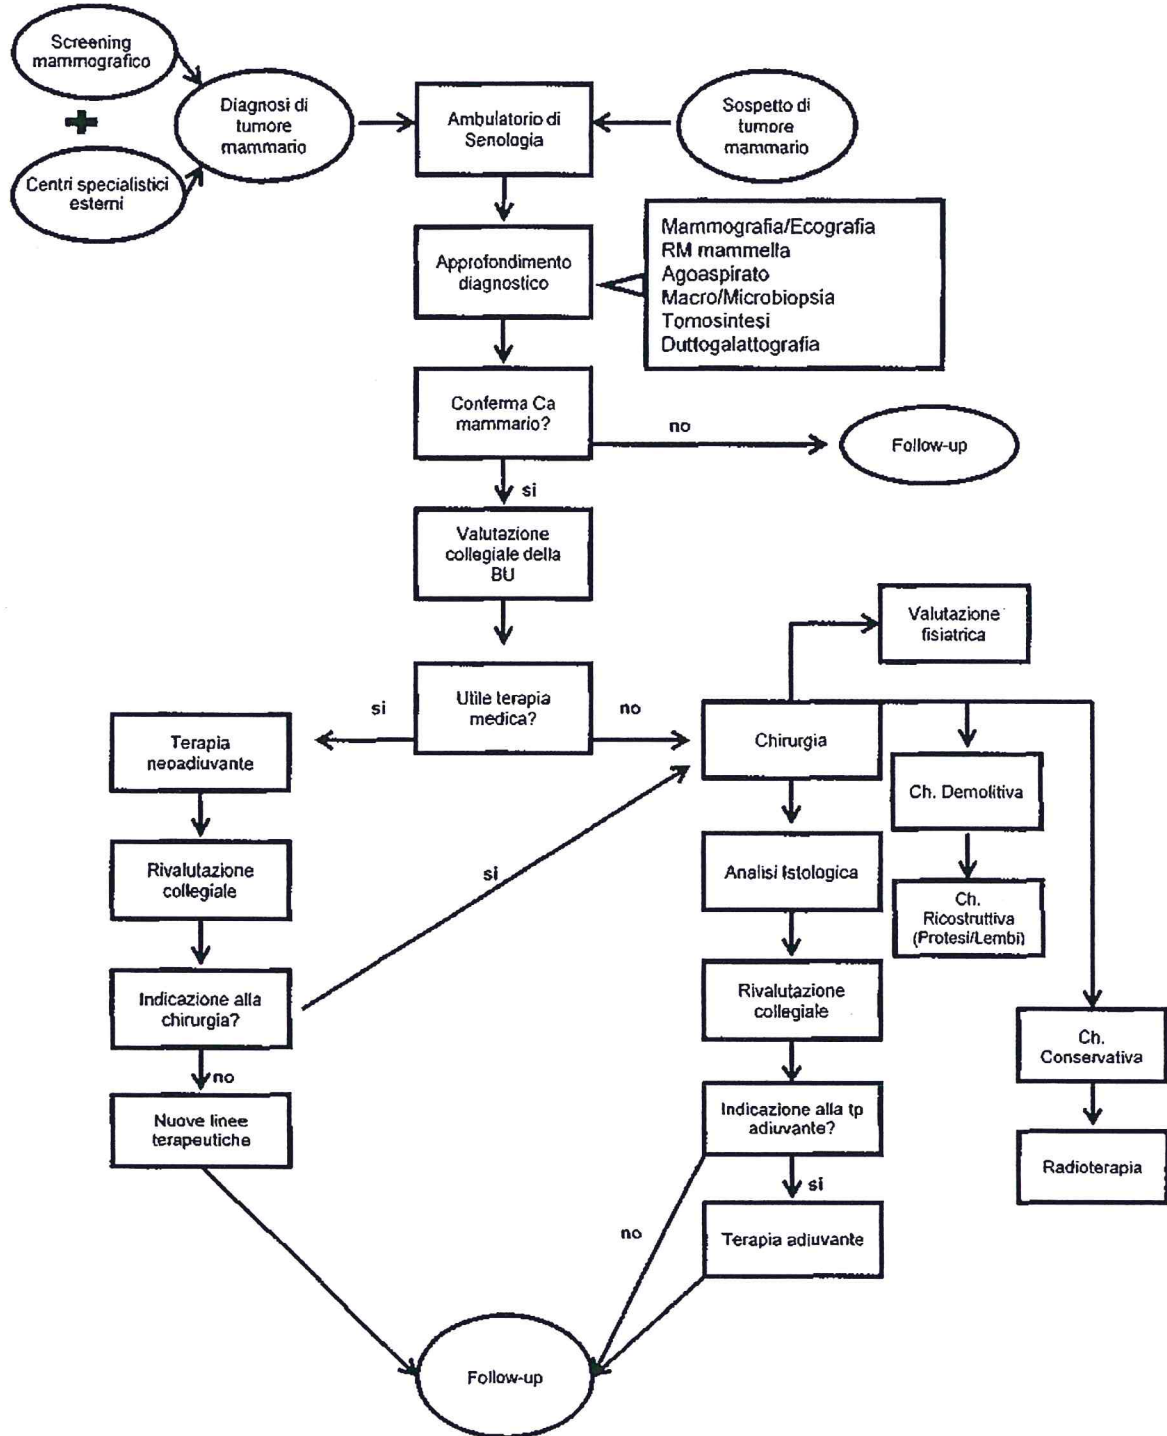 Screening
mammografico
Centri specialistici
esterni
Diagnosi di
tumore
mammario
Ambulatorio di
Senologia
Sospetto di
tumore
mammario
Approfondimento
diagnostico
Mammografia/Ecografia
RM mammella
Agoaspirato
Macro/Microbiopsia
Tomosintesi
Duttogalattografia
Conferma Ca
mammario?
no
Follow-up
si
Valutazione
collegiale della
BU
Utile terapia
medica?
si
no
Terapia
neoadiuvante
Rivalutazione
collegiale
Indicazione alla
chirurgia?
si
no
Nuove linee
terapeutiche
Chirurgia
Valutazione
fisiatrica
Ch. Demolitiva
Ch.
Ricostruttiva
(Protesi/Lembi)
Ch.
Conservativa
Radioterapia
Analisi Istologica
Rivalutazione
collegiale
Indicazione alla tp
adiuvante?
si
no
Terapia adiuvante
Follow-up